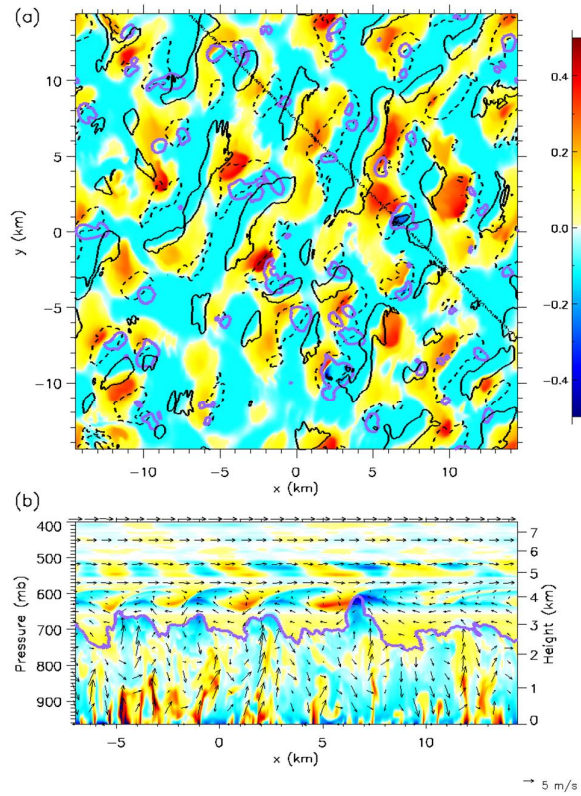 (a)
10
5
0
−5
−10
y (km)
−10 −5 0 5 10
x (km)
0.4
0.2
0.0
−0.2
−0.4
(b)
400
500
600
700
800
900
Pressure (mb)
7
6
5
4
3
2
1
0
Height (km)
−5 0 5 10
x (km)
5 m/s